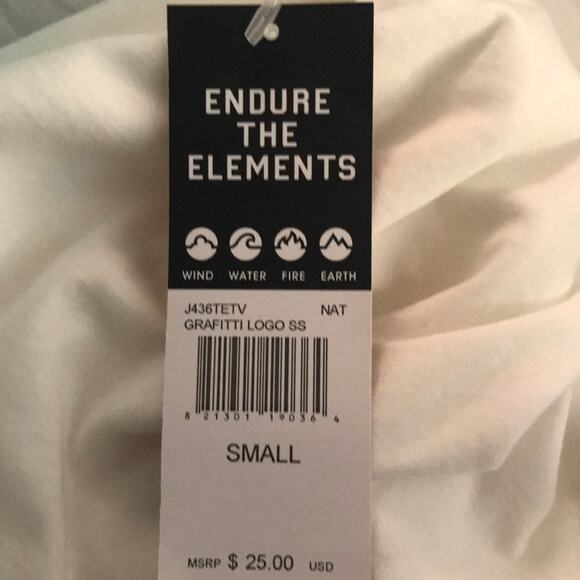 ENDURE
THE
ELEMENTS
WIND WATER FIRE EARTH
J436TETV NAT
GRAFITTI LOGO SS
8 21301 19036 4
SMALL
MSRP $ 25.00 USD